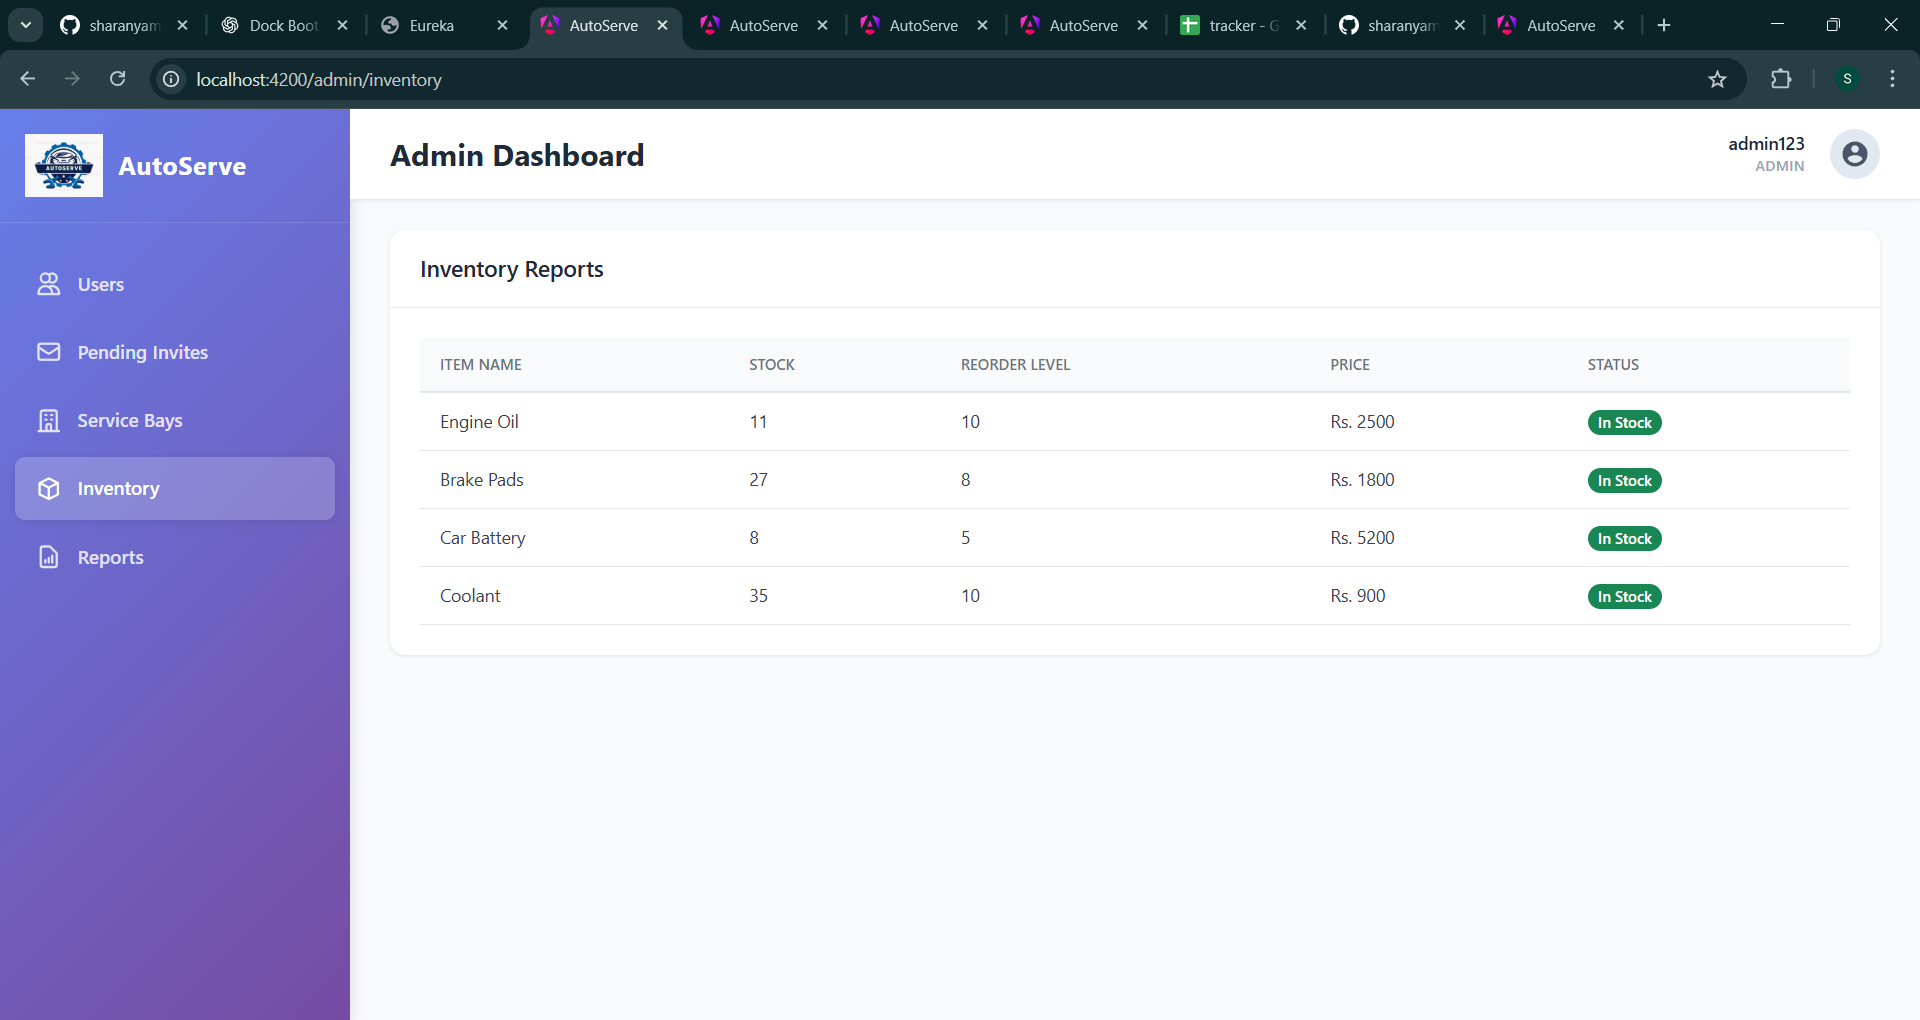 sharanyam
Dock Boot
Eureka
AutoServe
AutoServe
AutoServe
AutoServe
tracker - G
sharanyam
AutoServe
localhost:4200/admin/inventory
S
AUTOSERVE
AutoServe
Users
Pending Invites
Service Bays
Inventory
Reports
Admin Dashboard
admin123
ADMIN
Inventory Reports
ITEM NAME STOCK REORDER LEVEL PRICE STATUS
Engine Oil 11 10 Rs. 2500 In Stock
Brake Pads 27 8 Rs. 1800 In Stock
Car Battery 8 5 Rs. 5200 In Stock
Coolant 35 10 Rs. 900 In Stock